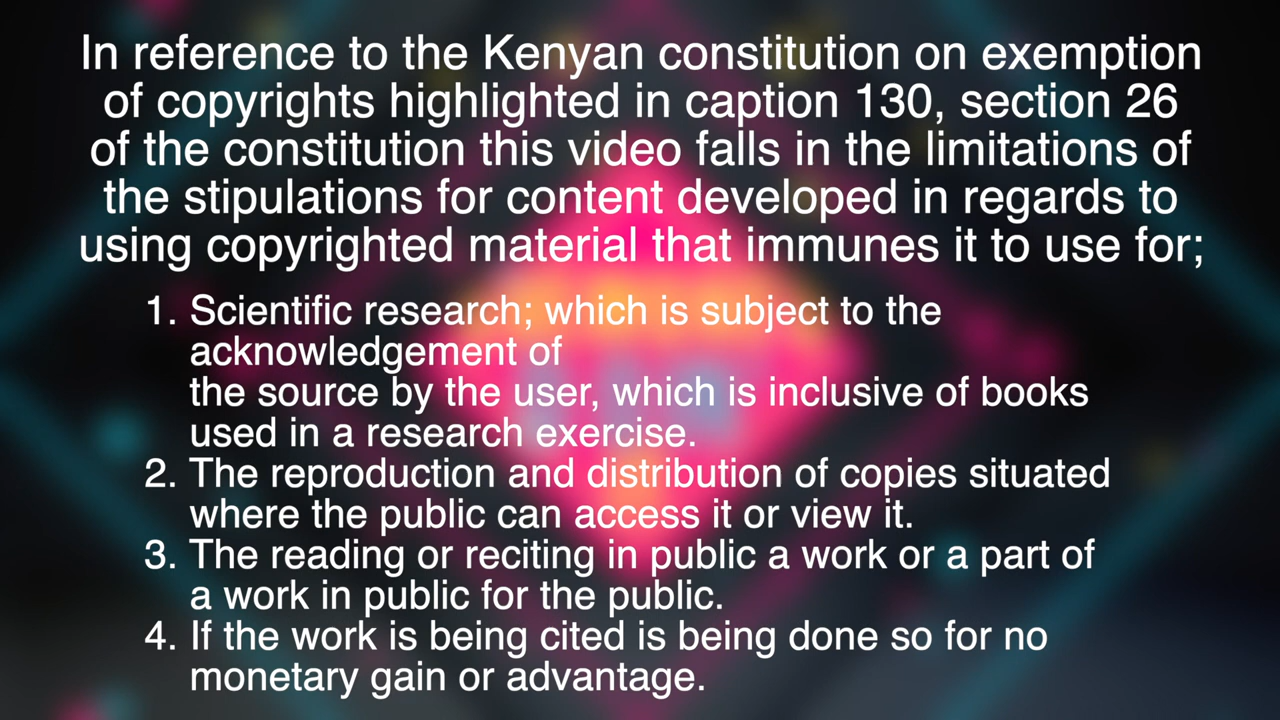 In reference to the Kenyan constitution on exemption
of copyrights highlighted in caption 130, section 26
of the constitution this video falls in the limitations of
the stipulations for content developed in regards to
using copyrighted material that immunes it to use for;
1. Scientific research; which is subject to the
acknowledgement of
the source by the user, which is inclusive of books
used in a research exercise.
2. The reproduction and distribution of copies situated
where the public can access it or view it.
3. The reading or reciting in public a work or a part of
a work in public for the public.
4. If the work is being cited is being done so for no
monetary gain or advantage.